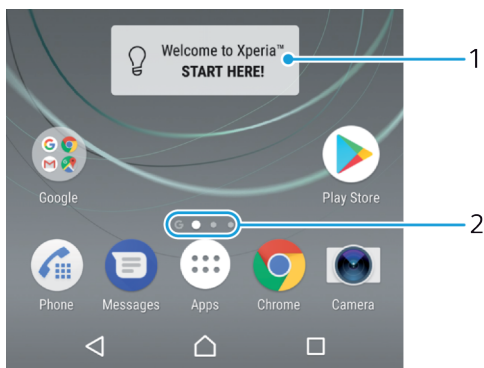 Welcome to Xperia™
START HERE!
1
Google
Play Store
G
2
Phone
Messages
Apps
Chrome
Camera